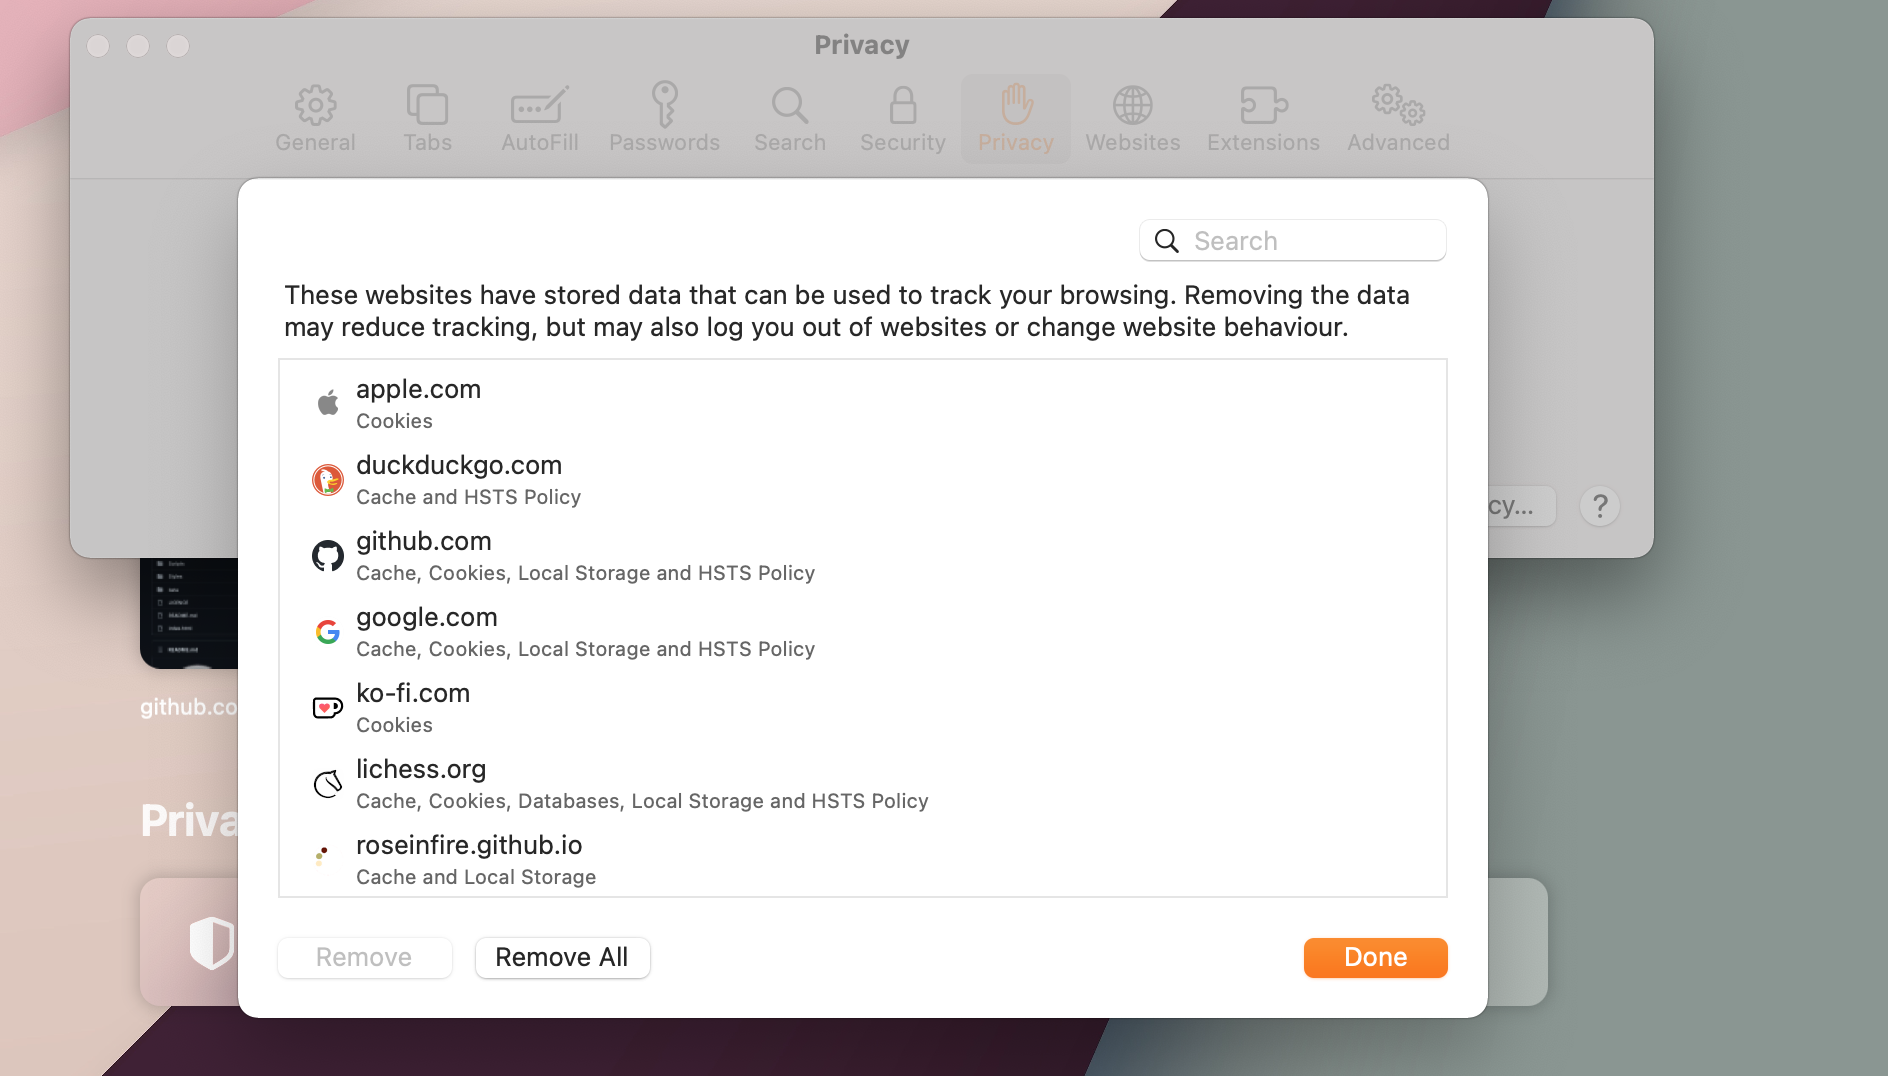 Privacy
General
Tabs
AutoFill
Passwords
Search
Security
Privacy
Websites
Extensions
Advanced
Search
These websites have stored data that can be used to track your browsing. Removing the data
may reduce tracking, but may also log you out of websites or change website behaviour.
apple.com
Cookies
duckduckgo.com
Cache and HSTS Policy
github.com
Cache, Cookies, Local Storage and HSTS Policy
google.com
Cache, Cookies, Local Storage and HSTS Policy
ko-fi.com
Cookies
lichess.org
Cache, Cookies, Databases, Local Storage and HSTS Policy
roseinfire.github.io
Cache and Local Storage
cy...
?
github.co
Priva
Remove
Remove All
Done